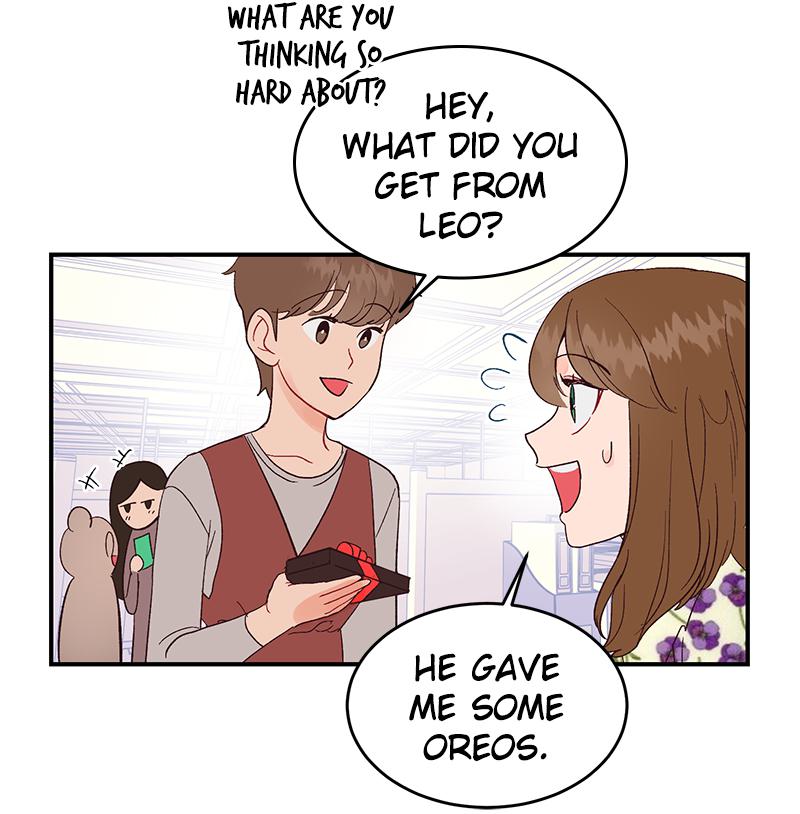 WHAT ARE YOU
THINKING SO
HARD ABOUT?
HEY,
WHAT DID YOU
GET FROM
LEO?
HE GAVE
ME SOME
OREOS.